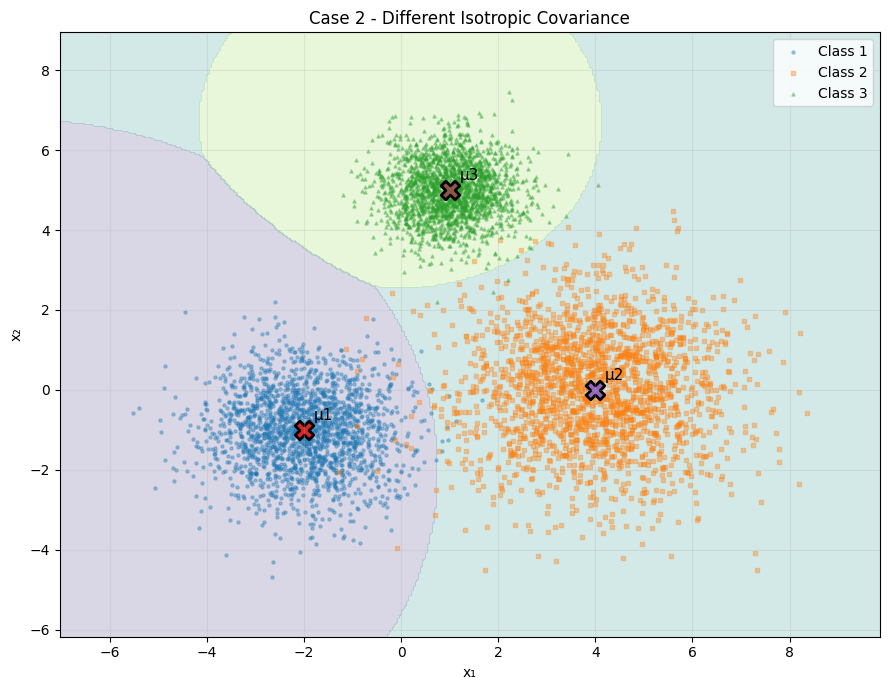 Case 2 - Different Isotropic Covariance
Class 1
Class 2
Class 3
8
6
4
2
0
−2
−4
−6
x₂
μ3
μ2
μ1
−6
−4
−2
0
2
4
6
8
x₁